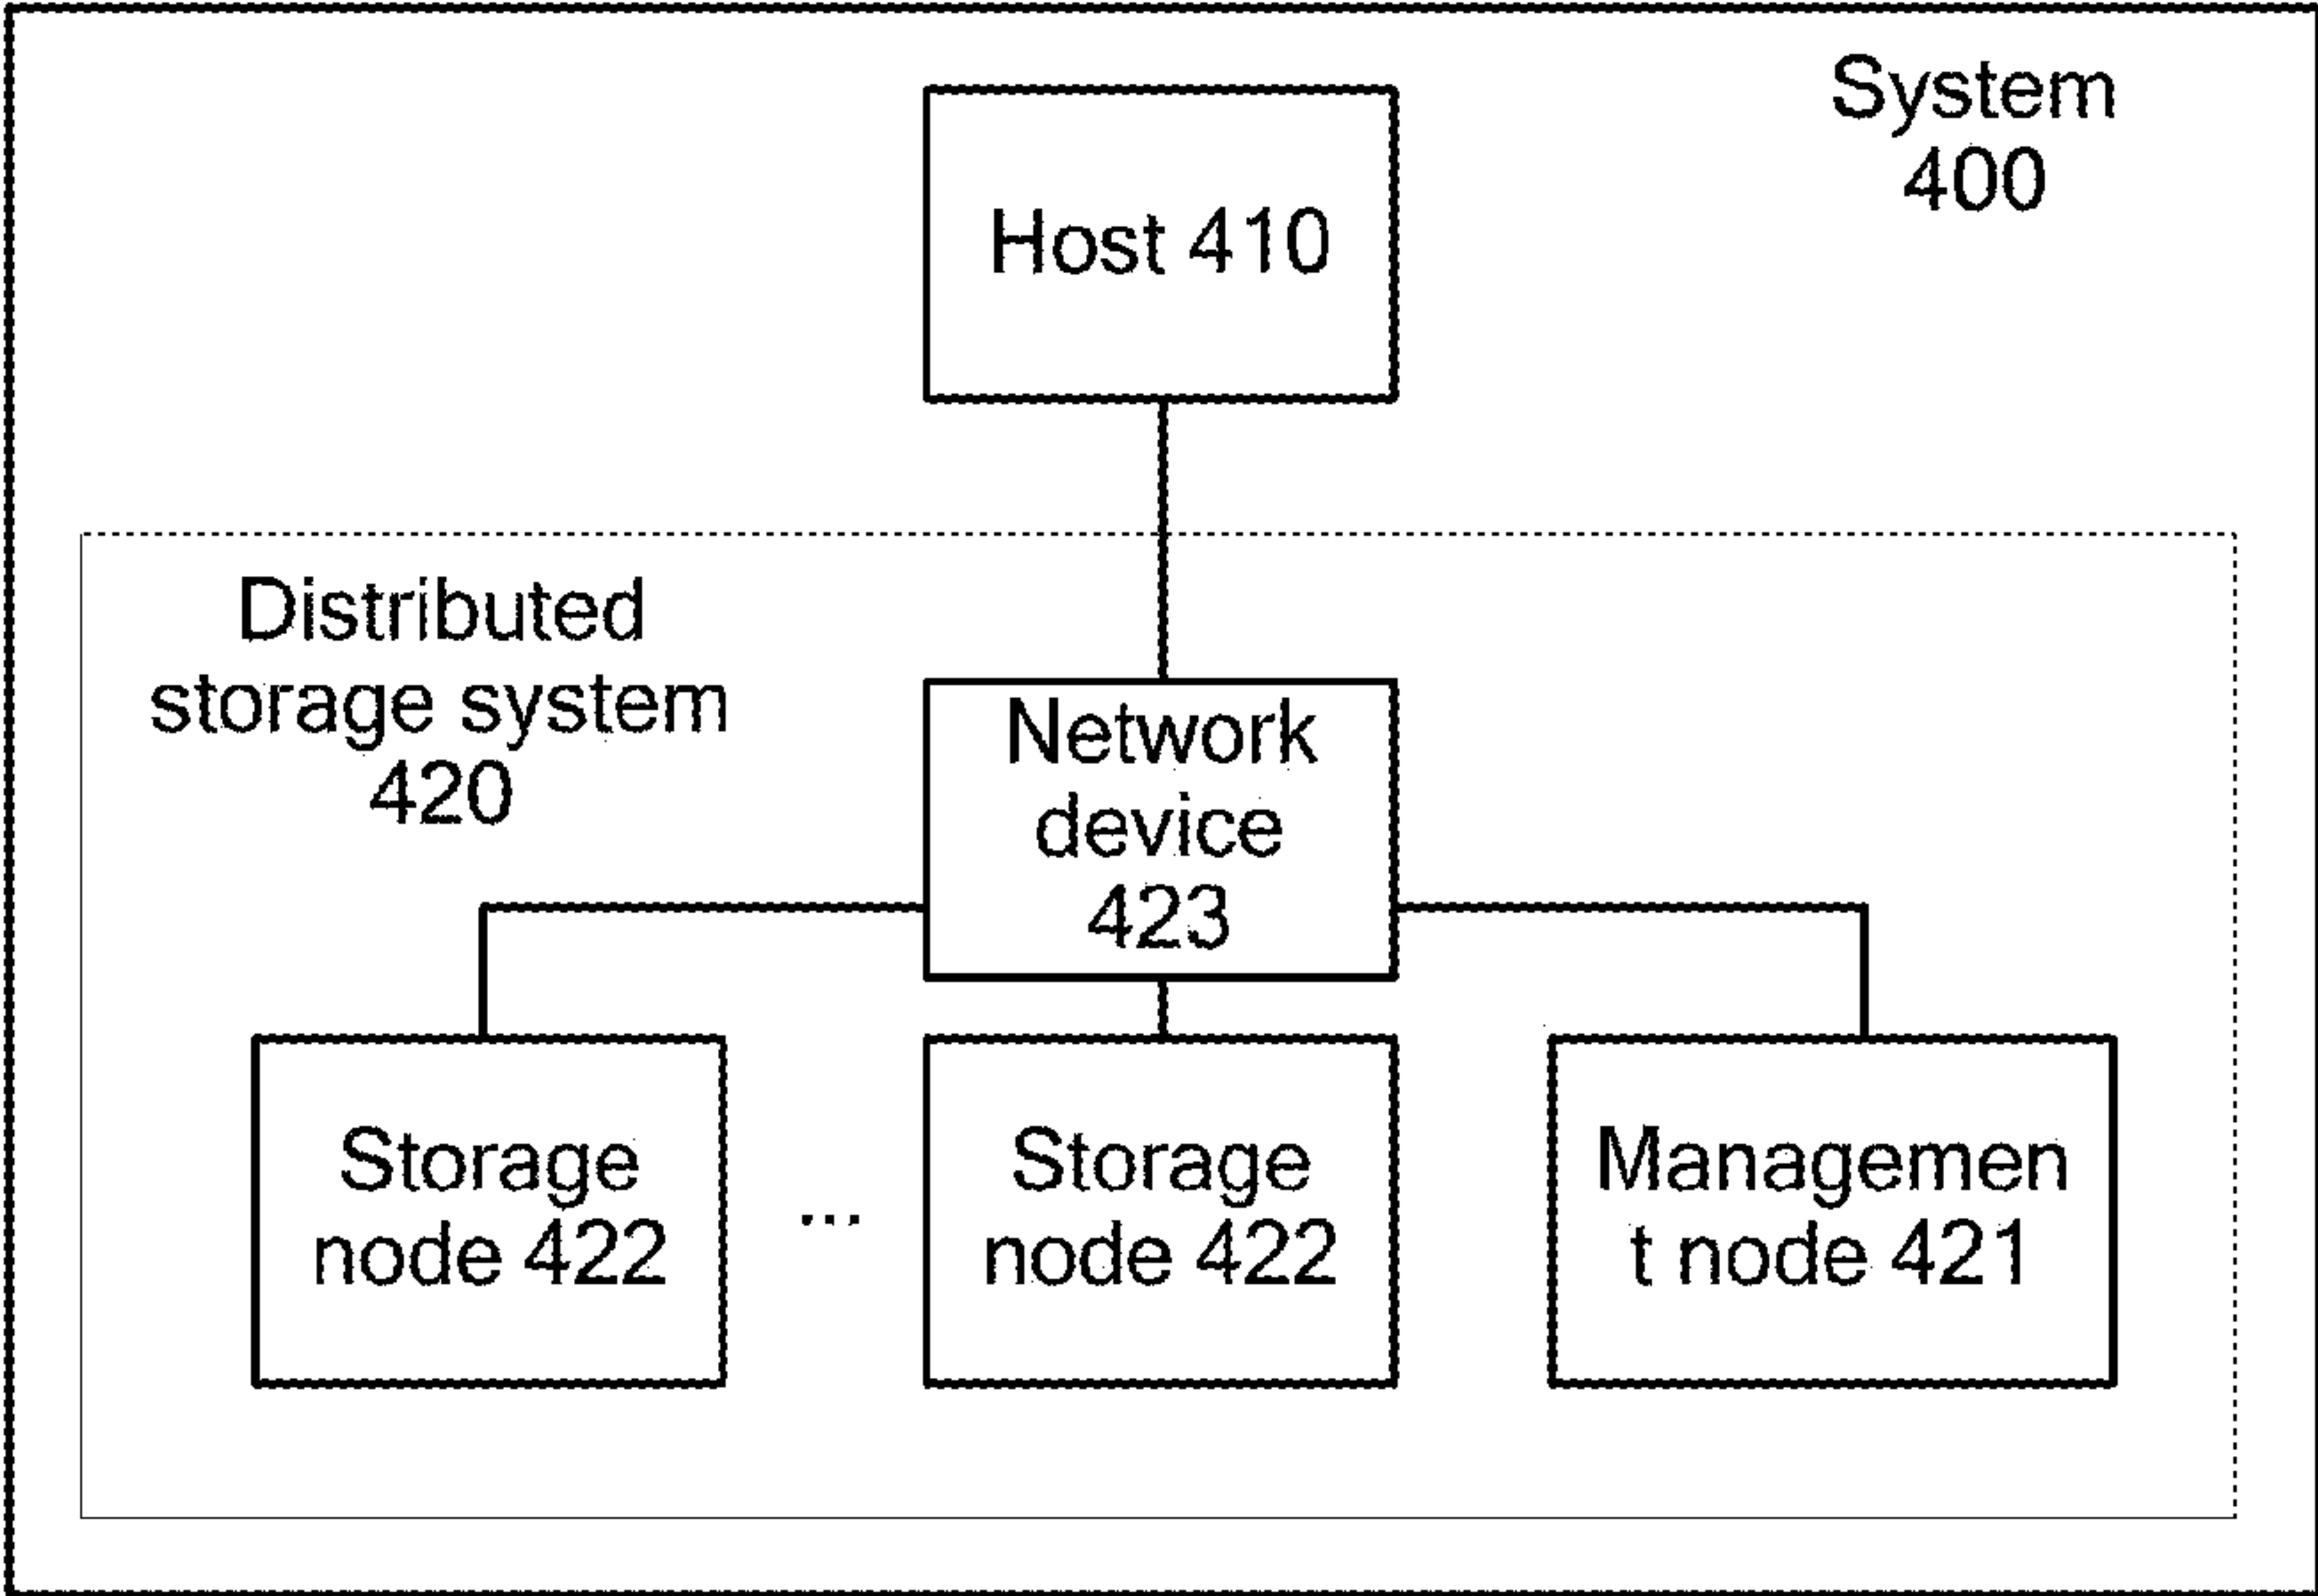 System
400
Host 410
Distributed
storage system
420
Network
device
423
Storage
node 422
...
Storage
node 422
Managemen
t node 421